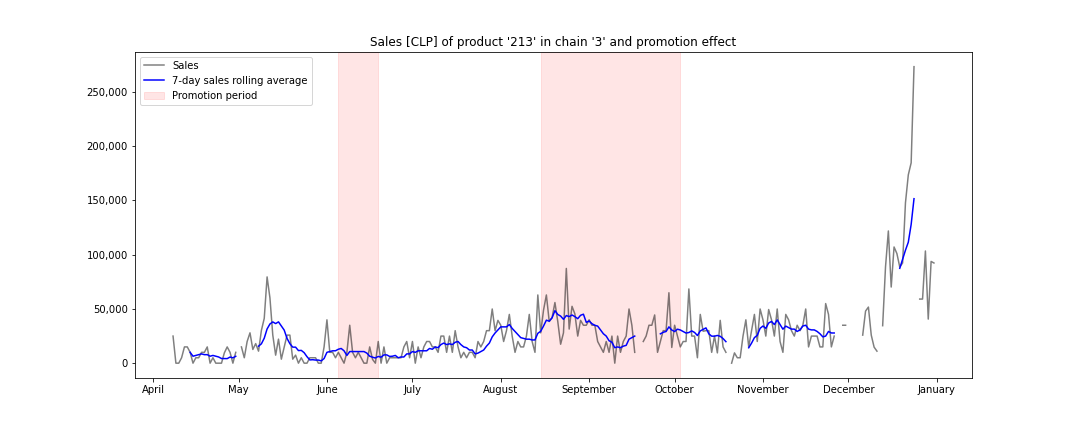 Sales [CLP] of product '213' in chain '3' and promotion effect
Sales
7-day sales rolling average
Promotion period
250,000
200,000
150,000
100,000
50,000
0
April May June July August September October November December January